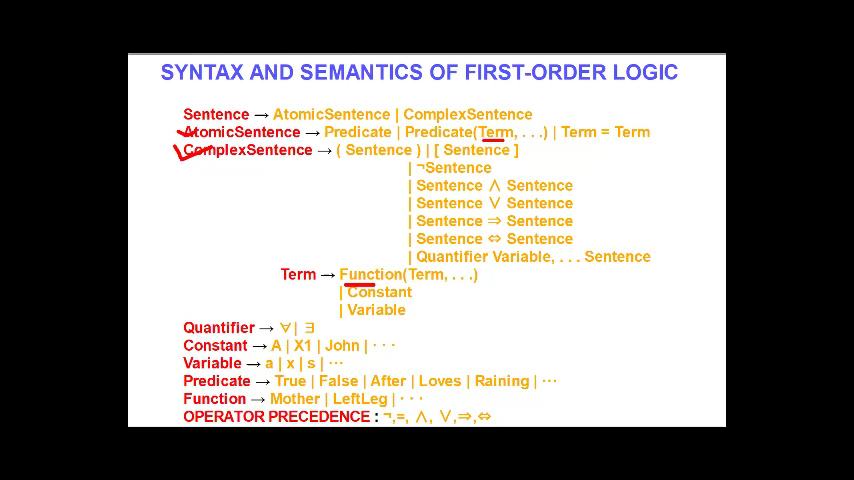 SYNTAX AND SEMANTICS OF FIRST-ORDER LOGIC
Sentence → AtomicSentence | ComplexSentence
AtomicSentence → Predicate | Predicate(Term, . . .) | Term = Term
ComplexSentence → ( Sentence ) | [ Sentence ]
| ¬Sentence
| Sentence ∧ Sentence
| Sentence ∨ Sentence
| Sentence ⇒ Sentence
| Sentence ⇔ Sentence
| Quantifier Variable, . . . Sentence
Term → Function(Term, . . .)
| Constant
| Variable
Quantifier → ∀ | ∃
Constant → A | X1 | John | · · ·
Variable → a | x | s | ···
Predicate → True | False | After | Loves | Raining | ···
Function → Mother | LeftLeg | · · ·
OPERATOR PRECEDENCE : ¬,=, ∧, ∨,⇒,⇔